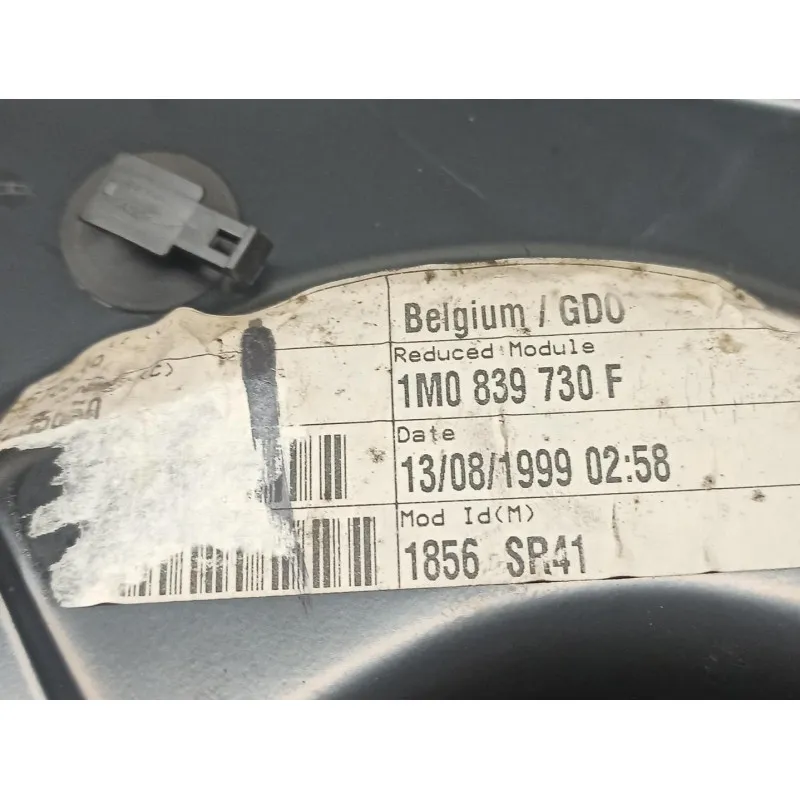 Belgium / GDO
Reduced Module
1M0 839 730 F
Date
13/08/1999 02:58
Mod Id(M)
1856 SR41